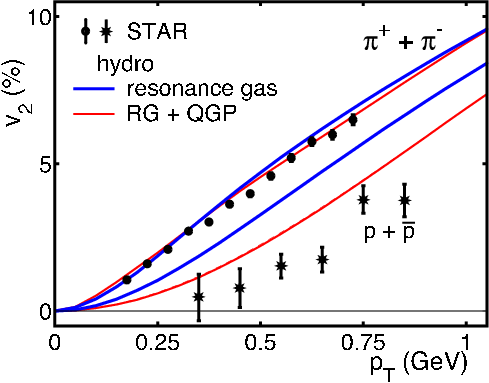 10
5
0
v2 (%)
STAR
hydro
resonance gas
RG + QGP
π+ + π-
p + p̅
0
0.25
0.5
0.75
1
pT (GeV)